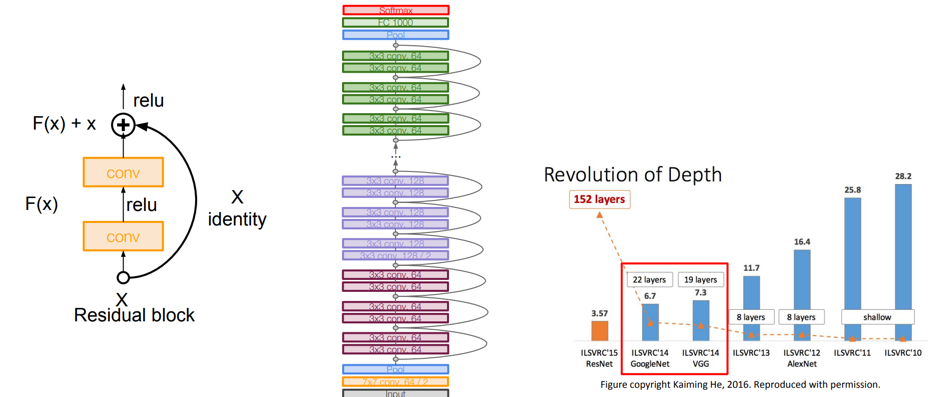 relu
F(x) + x
conv
F(x)
relu
X
identity
conv
X
Residual block
Softmax
FC 1000
Pool
3x3 conv, 64
3x3 conv, 64
3x3 conv, 64
3x3 conv, 64
3x3 conv, 64
3x3 conv, 64
...
3x3 conv, 128
3x3 conv, 128
3x3 conv, 128
3x3 conv, 128
3x3 conv, 128
3x3 conv, 128 / 2
3x3 conv, 64
3x3 conv, 64
3x3 conv, 64
3x3 conv, 64
3x3 conv, 64
3x3 conv, 64
Pool
7x7 conv, 64 / 2
Input
Revolution of Depth
152 layers
28.2
25.8
16.4
11.7
22 layers
19 layers
6.7
7.3
3.57
8 layers
8 layers
shallow
ILSVRC'15
ResNet
ILSVRC'14
GoogleNet
ILSVRC'14
VGG
ILSVRC'13
ILSVRC'12
AlexNet
ILSVRC'11
ILSVRC'10
Figure copyright Kaiming He, 2016. Reproduced with permission.